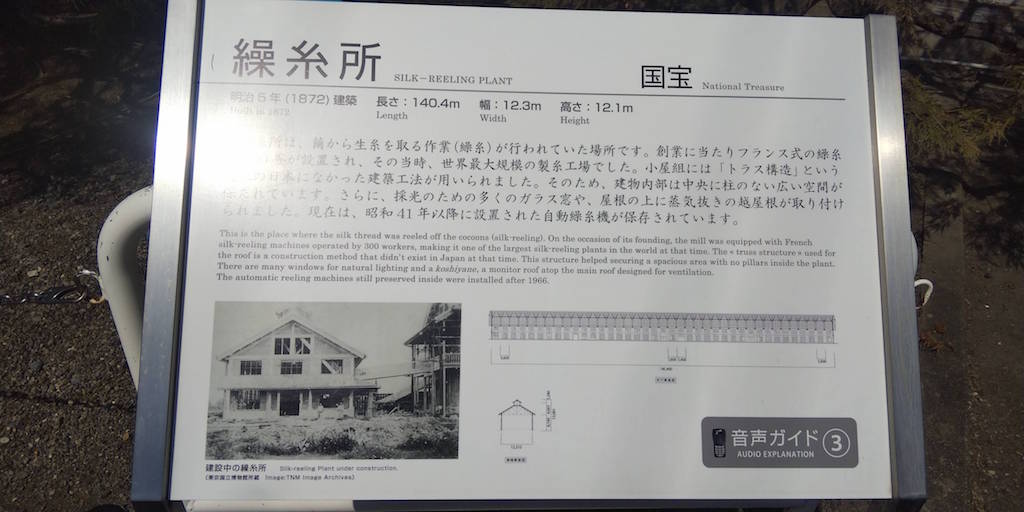 繰糸所 SILK-REELING PLANT 国宝 National Treasure
明治5年(1872)建築 長さ：140.4m 幅：12.3m 高さ：12.1m
Built in 1872 Length Width Height
所は、繭から生糸を取る作業(繰糸)が行われていた場所です。創業に当たりフランス式の繰糸
が設置され、その当時、世界最大規模の製糸工場でした。小屋組には「トラス構造」という
の日本になかった建築工法が用いられました。そのため、建物内部は中央に柱のない広い空間が
保たれています。さらに、採光のための多くのガラス窓や、屋根の上に蒸気抜きの越屋根が取り付け
られました。現在は、昭和41年以降に設置された自動繰糸機が保存されています。
This is the place where the silk thread was reeled off the cocoons (silk-reeling). On the occasion of its founding, the mill was equipped with French
silk-reeling machines operated by 300 workers, making it one of the largest silk-reeling plants in the world at that time. The « truss structure » used for
the roof is a construction method that didn't exist in Japan at that time. This structure helped securing a spacious area with no pillars inside the plant.
There are many windows for natural lighting and a koshiyane, a monitor roof atop the main roof designed for ventilation.
The automatic reeling machines still preserved inside were installed after 1966.
建設中の繰糸所 Silk-reeling Plant under construction.
(東京国立博物館所蔵 Image:TNM Image Archives)
音声ガイド 3
AUDIO EXPLANATION